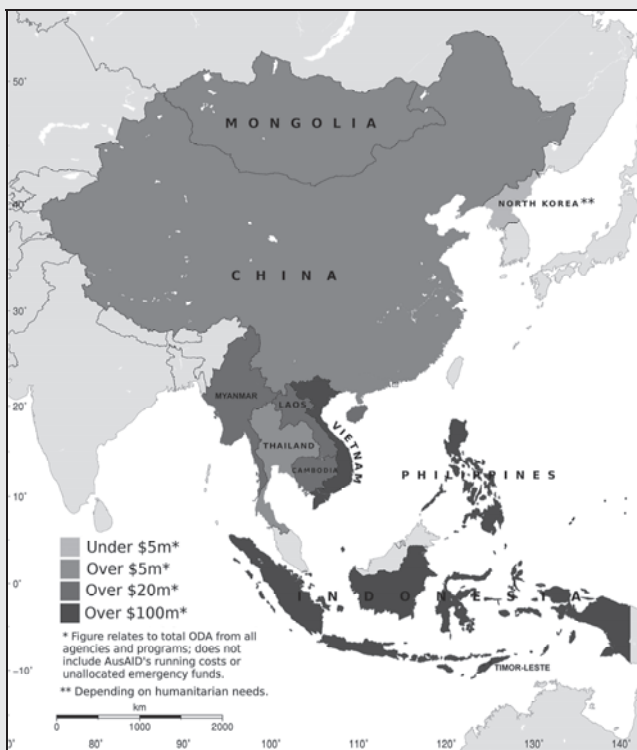 50°
MONGOLIA
40°
NORTH KOREA**
CHINA
30°
MYANMAR
LAOS
20°
VIETNAM
THAILAND
CAMBODIA
PHILIPPINES
10°
Under $5m*
Over $5m*
Over $20m*
Over $100m*
0°
INDONESIA
* Figure relates to total ODA from all
agencies and programs; does not
include AusAID's running costs or
unallocated emergency funds.
** Depending on humanitarian needs.
TIMOR-LESTE
−10°
km
0 1000 2000
80° 90° 100° 110° 120° 130° 140°